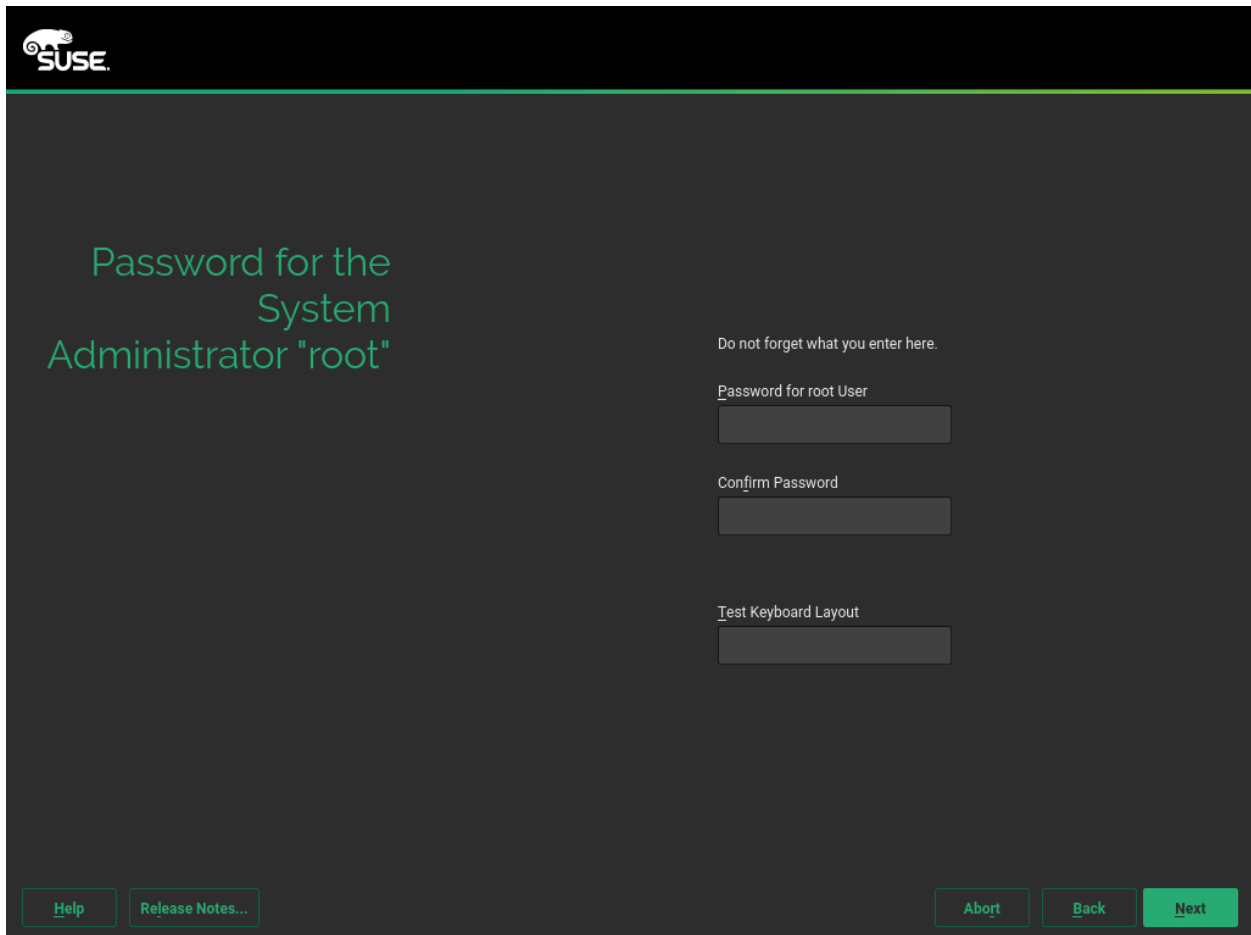 SUSE.
Password for the
System
Administrator "root"
Do not forget what you enter here.
Password for root User
Confirm Password
Test Keyboard Layout
Help
Release Notes...
Abort
Back
Next